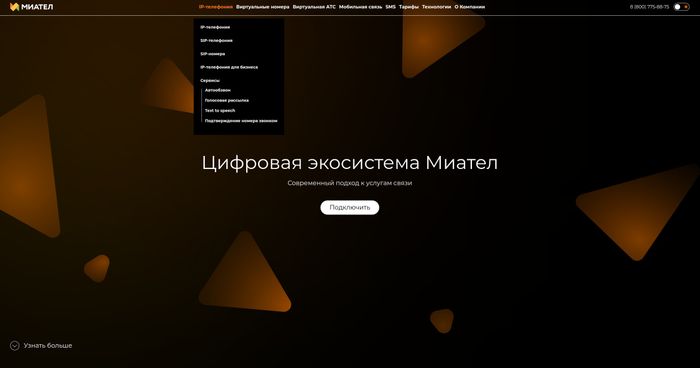 МИАТЕЛ
IP-телефония Виртуальные номера Виртуальная АТС Мобильная связь SMS Тарифы Технологии О Компании
8 (800) 775-88-75
IP-телефония
SIP-телефония
SIP-номера
IP-телефония для бизнеса
Сервисы
Автообзвон
Голосовая рассылка
Text to speech
Подтверждение номера звонком
Цифровая экосистема Миател
Современный подход к услугам связи
Подключить
Узнать больше